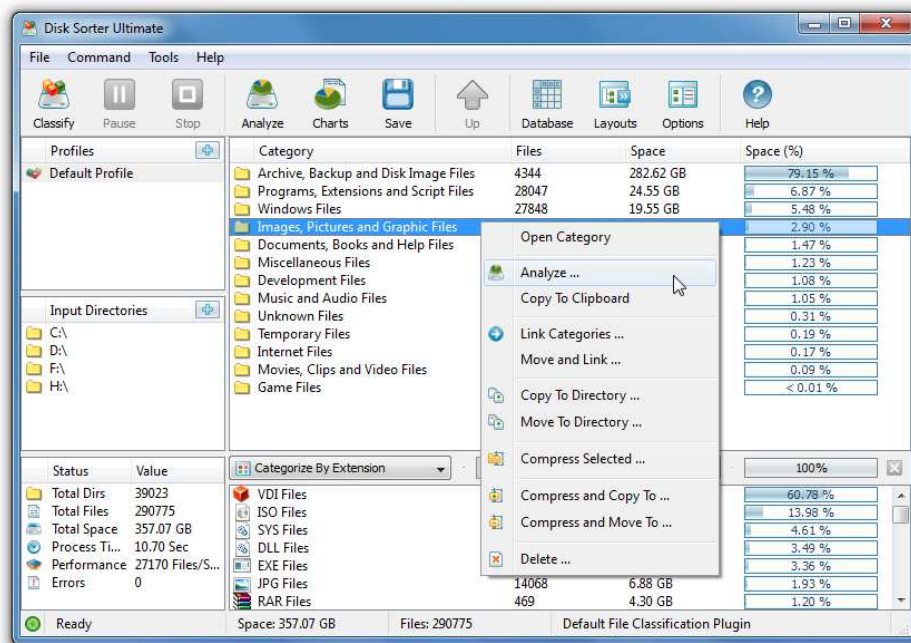 Disk Sorter Ultimate
File Command Tools Help
Classify Pause Stop Analyze Charts Save Up Database Layouts Options Help
Profiles
Default Profile
Input Directories
C:\
D:\
F:\
H:\
Status Value
Total Dirs 39023
Total Files 290775
Total Space 357.07 GB
Process Ti... 10.70 Sec
Performance 27170 Files/S...
Errors 0
Category Files Space Space (%)
Archive, Backup and Disk Image Files 4344 282.62 GB 79.15 %
Programs, Extensions and Script Files 28047 24.55 GB 6.87 %
Windows Files 27848 19.55 GB 5.48 %
Images, Pictures and Graphic Files 2.90 %
Documents, Books and Help Files 1.47 %
Miscellaneous Files 1.23 %
Development Files 1.08 %
Music and Audio Files 1.05 %
Unknown Files 0.31 %
Temporary Files 0.19 %
Internet Files 0.17 %
Movies, Clips and Video Files 0.09 %
Game Files < 0.01 %
Open Category
Analyze ...
Copy To Clipboard
Link Categories ...
Move and Link ...
Copy To Directory ...
Move To Directory ...
Compress Selected ...
Compress and Copy To ...
Compress and Move To ...
Delete ...
Categorize By Extension - - 100%
VDI Files 60.78 %
ISO Files 13.98 %
SYS Files 4.61 %
DLL Files 3.49 %
EXE Files 3.36 %
JPG Files 14068 6.88 GB 1.93 %
RAR Files 469 4.30 GB 1.20 %
Ready Space: 357.07 GB Files: 290775 Default File Classification Plugin